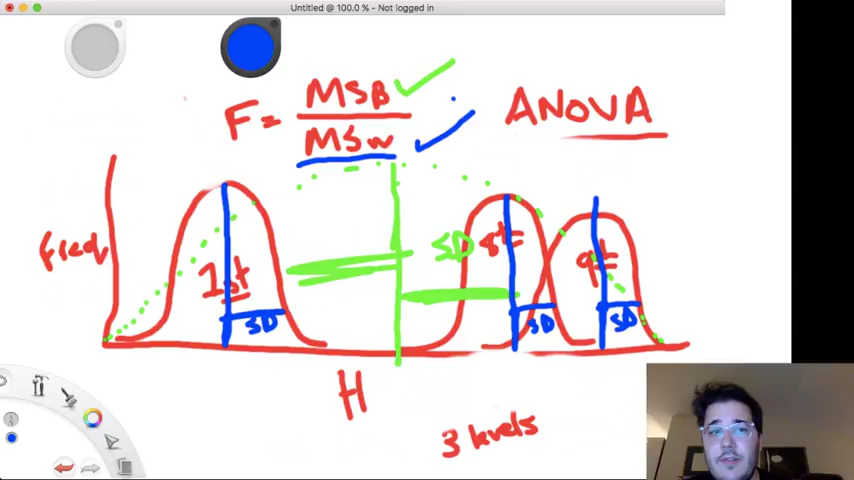 Untitled @ 100.0 % - Not logged in
F = MSB
MSW
ANOVA
Freq
1st
SD
SD
8th
SD
9th
SD
H
3 levels